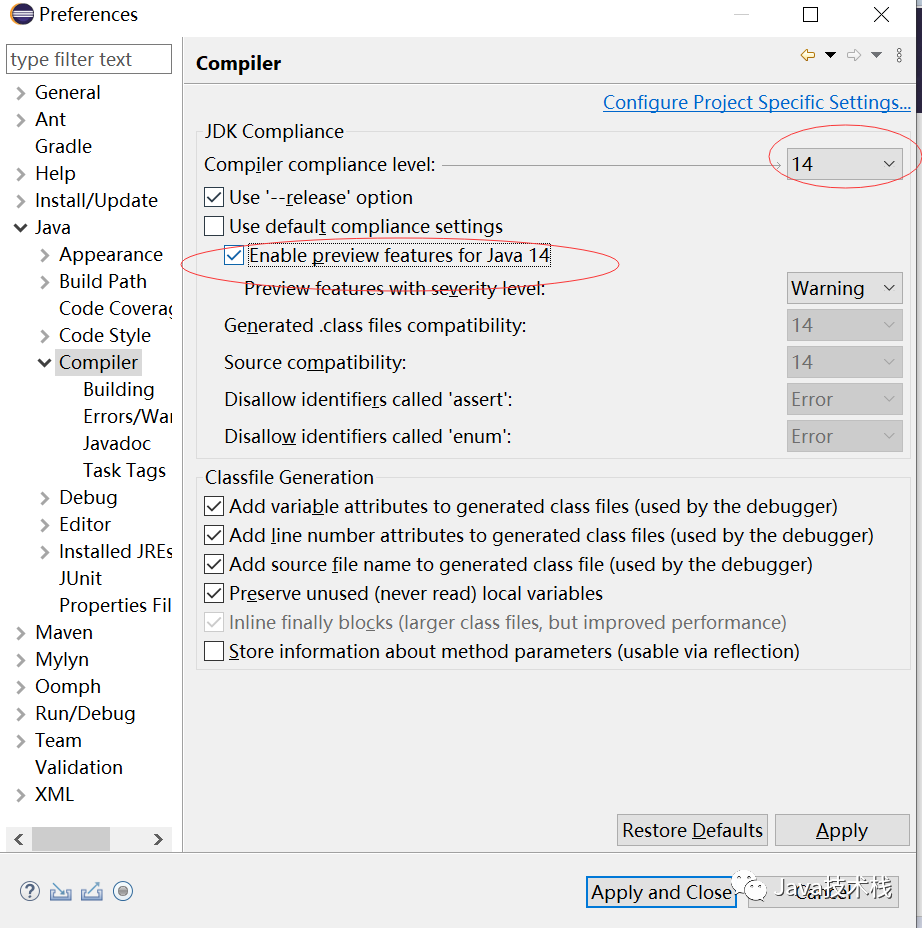 Preferences
type filter text
General
Ant
Gradle
Help
Install/Update
Java
Appearance
Build Path
Code Coverag
Code Style
Compiler
Building
Errors/War
Javadoc
Task Tags
Debug
Editor
Installed JREs
JUnit
Properties Fil
Maven
Mylyn
Oomph
Run/Debug
Team
Validation
XML
Compiler
Configure Project Specific Settings...
JDK Compliance
Compiler compliance level: 14
Use '--release' option
Use default compliance settings
Enable preview features for Java 14
Preview features with severity level: Warning
Generated .class files compatibility: 14
Source compatibility: 14
Disallow identifiers called 'assert': Error
Disallow identifiers called 'enum': Error
Classfile Generation
Add variable attributes to generated class files (used by the debugger)
Add line number attributes to generated class files (used by the debugger)
Add source file name to generated class file (used by the debugger)
Preserve unused (never read) local variables
Inline finally blocks (larger class files, but improved performance)
Store information about method parameters (usable via reflection)
Restore Defaults Apply
Apply and Close Cancel
Java技术栈